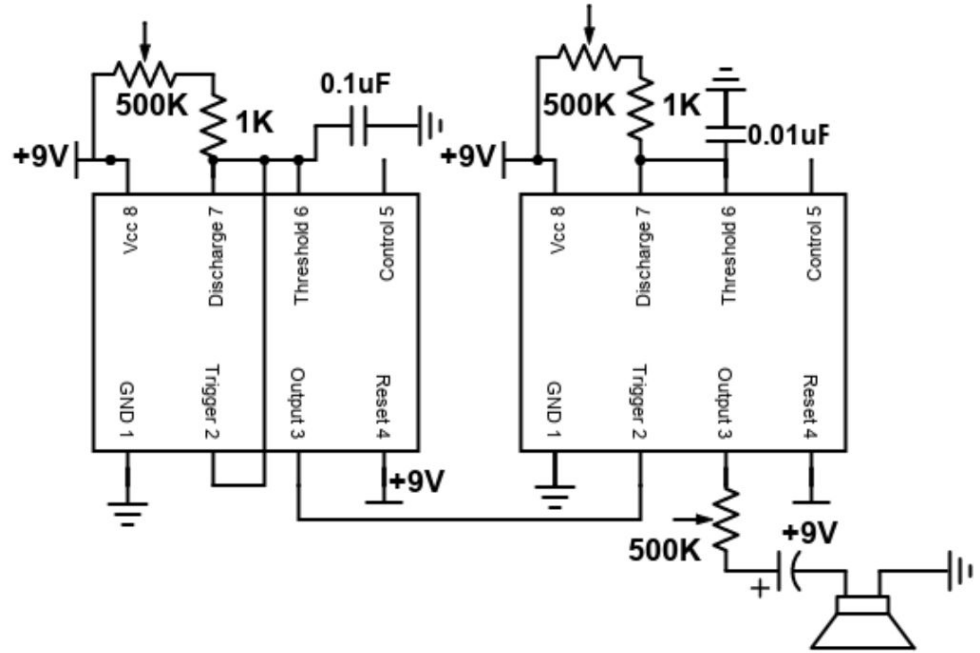 500K
1K
0.1uF
+9V
Vcc 8
Discharge 7
Threshold 6
Control 5
GND 1
Trigger 2
Output 3
Reset 4
+9V
500K
1K
0.01uF
+9V
Vcc 8
Discharge 7
Threshold 6
Control 5
GND 1
Trigger 2
Output 3
Reset 4
500K
+9V
+